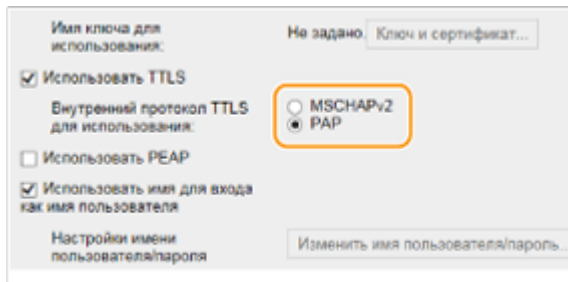 Имя ключа для
использования:
Не задано. Ключ и сертификат...
Использовать TTLS
Внутренний протокол TTLS
для использования:
MSCHAPv2
PAP
Использовать PEAP
Использовать имя для входа
как имя пользователя
Настройки имени
пользователя/пароля
Изменить имя пользователя/пароль...